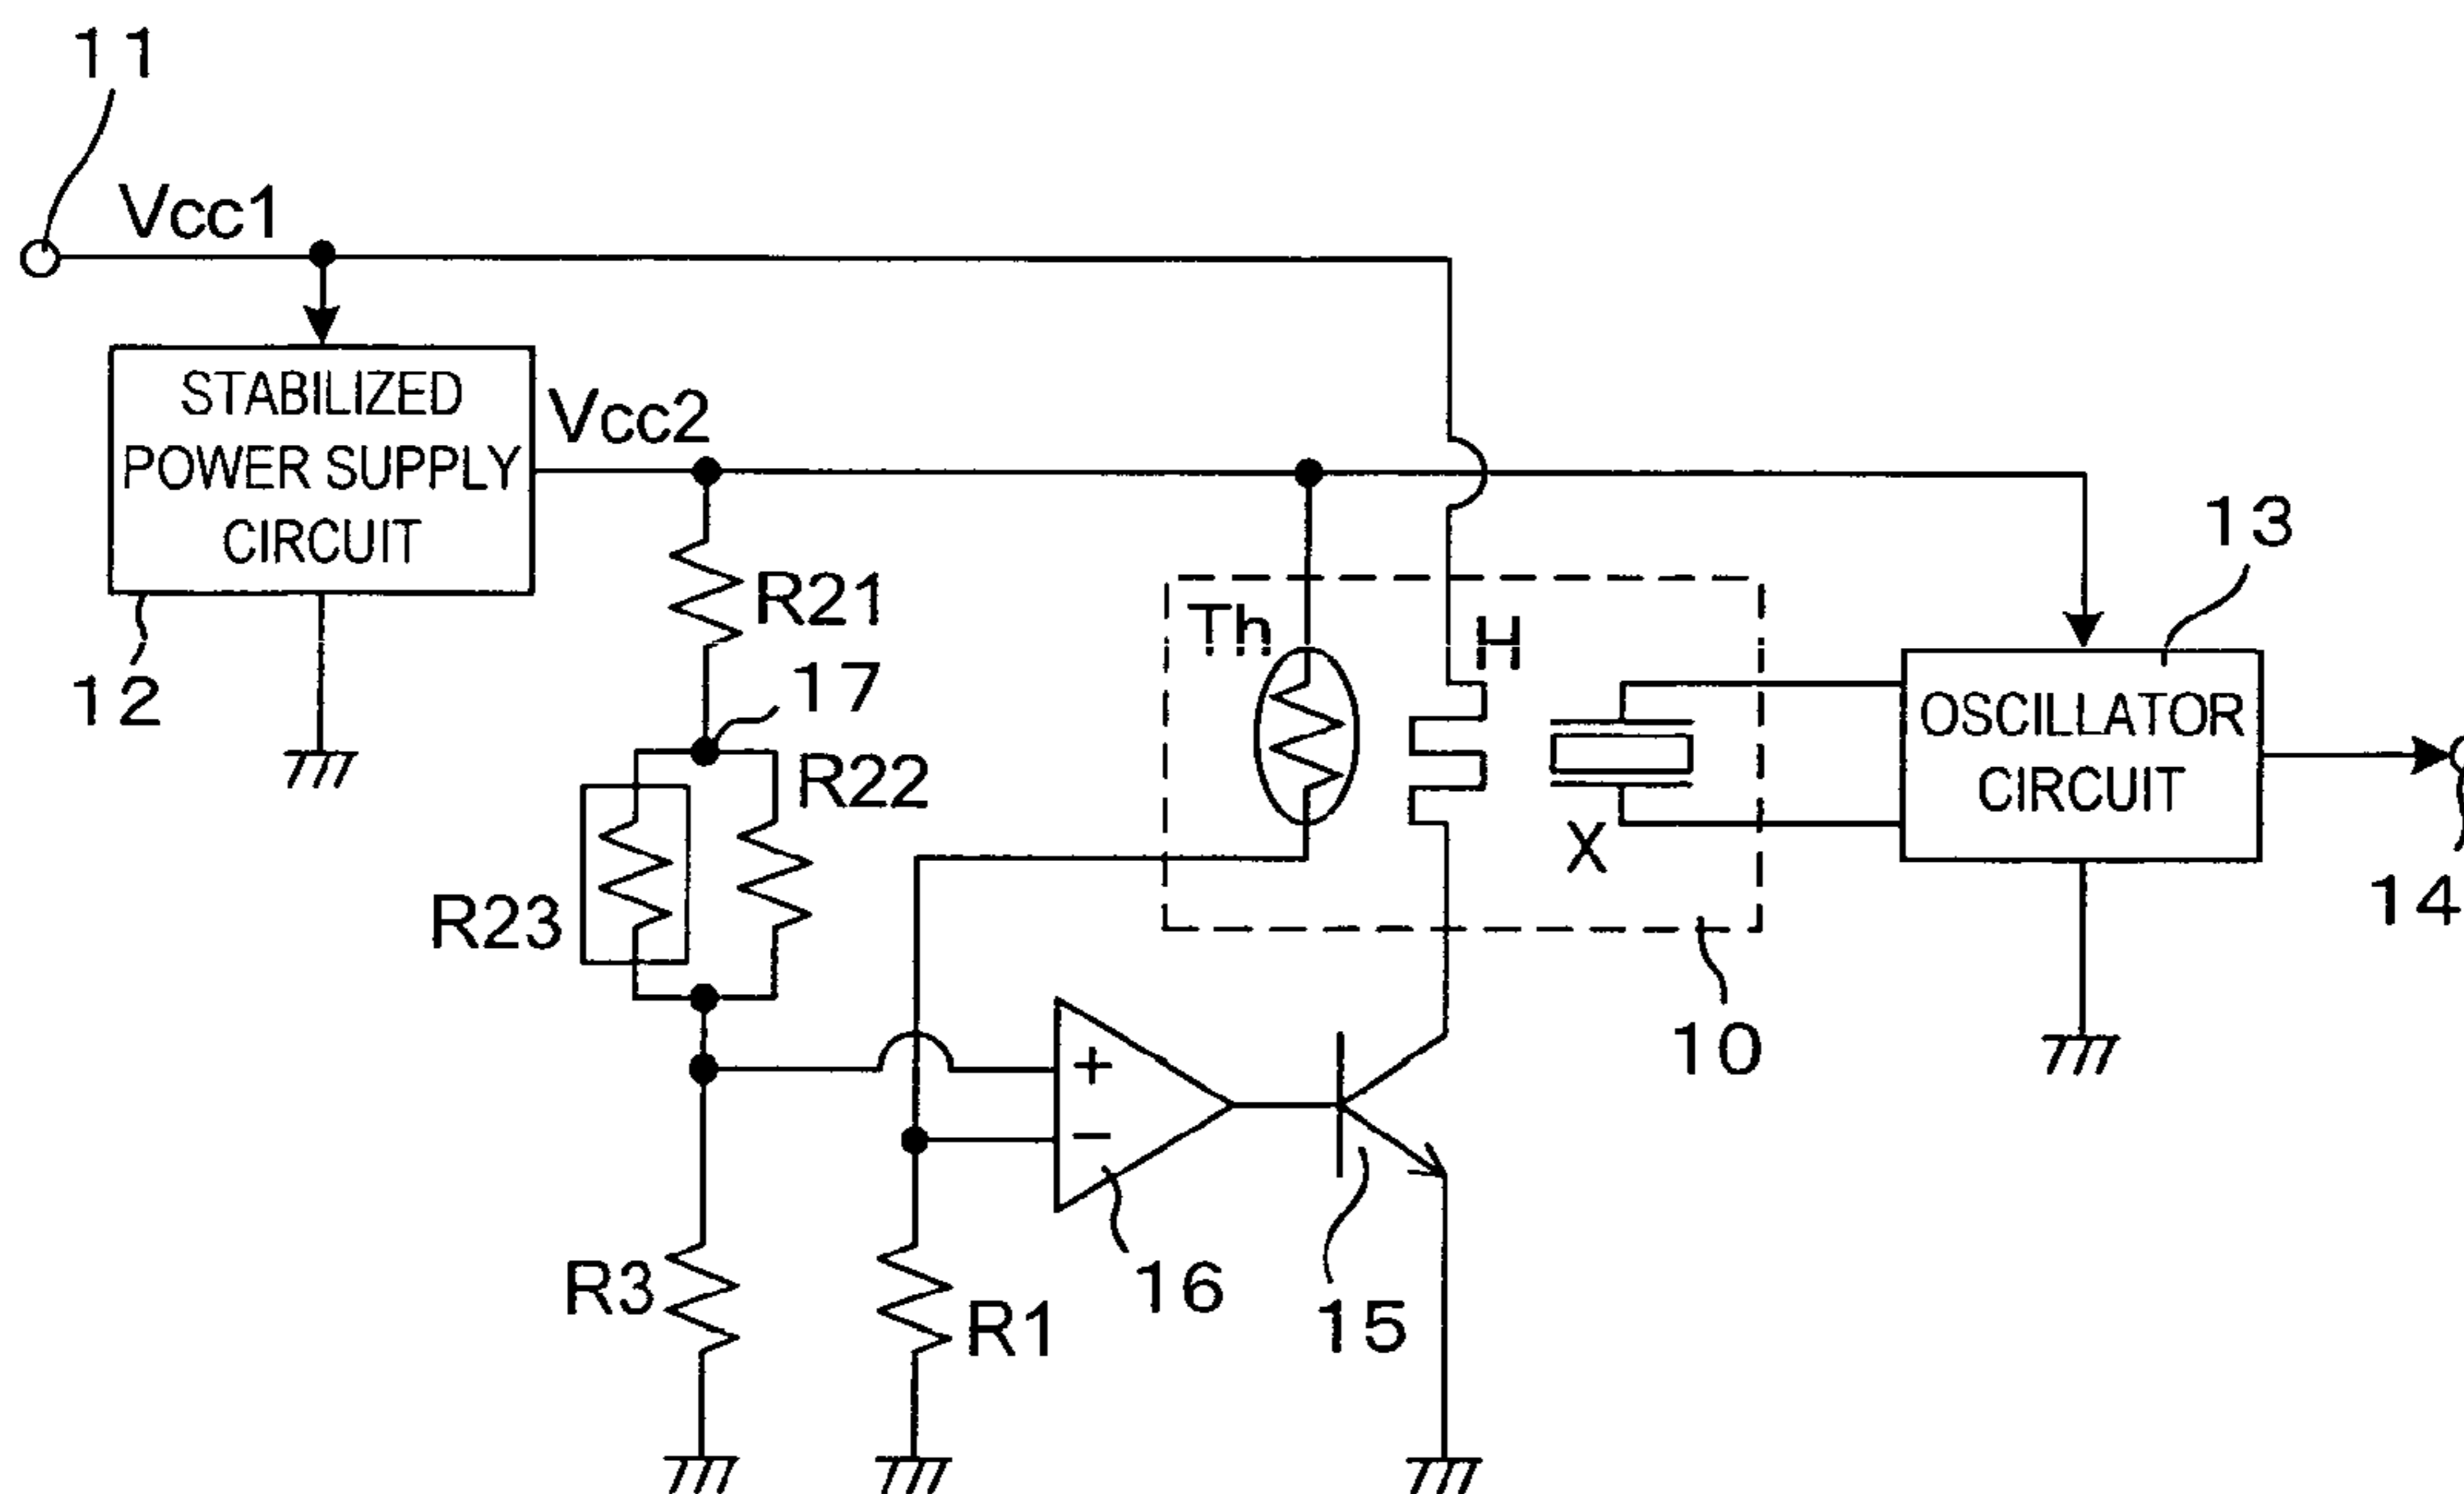 11
Vcc1
STABILIZED
POWER SUPPLY
CIRCUIT
Vcc2
12
R21
17
R22
R23
Th
H
X
13
OSCILLATOR
CIRCUIT
14
10
+
−
16
15
R3
R1